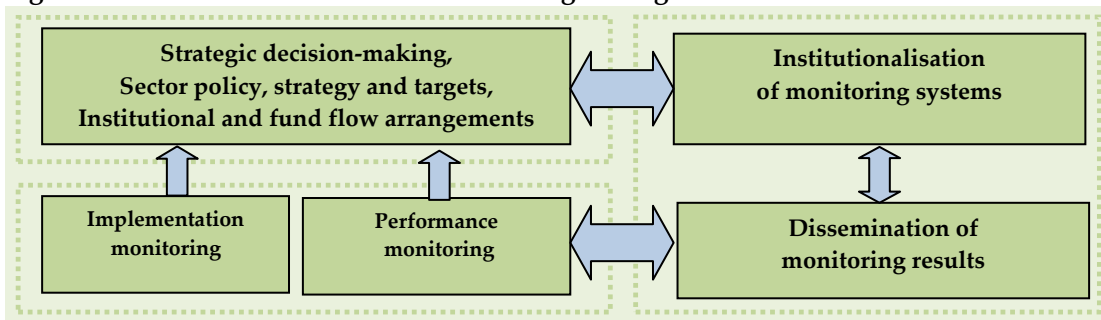 Strategic decision-making,
Sector policy, strategy and targets,
Institutional and fund flow arrangements
Institutionalisation
of monitoring systems
Implementation
monitoring
Performance
monitoring
Dissemination of
monitoring results